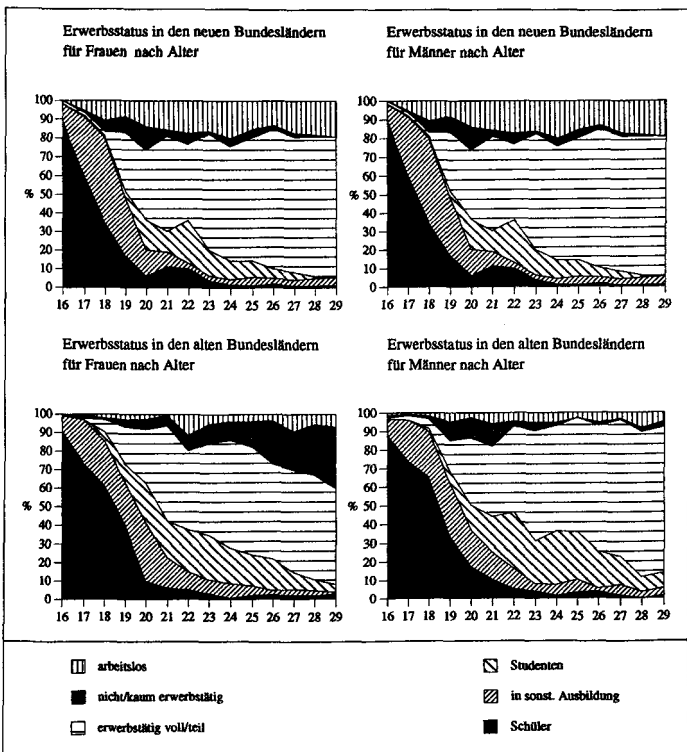 Erwerbsstatus in den neuen Bundesländern
für Frauen nach Alter
Erwerbsstatus in den neuen Bundesländern
für Männer nach Alter
100
90
80
70
60
%
50
40
30
20
10
0
16 17 18 19 20 21 22 23 24 25 26 27 28 29
100
90
80
70
60
%
50
40
30
20
10
0
16 17 18 19 20 21 22 23 24 25 26 27 28 29
Erwerbsstatus in den alten Bundesländern
für Frauen nach Alter
Erwerbsstatus in den alten Bundesländern
für Männer nach Alter
100
90
80
70
60
%
50
40
30
20
10
0
16 17 18 19 20 21 22 23 24 25 26 27 28 29
100
90
80
70
60
%
50
40
30
20
10
0
16 17 18 19 20 21 22 23 24 25 26 27 28 29
arbeitslos
nicht/kaum erwerbstätig
erwerbstätig voll/teil
Studenten
in sonst. Ausbildung
Schüler